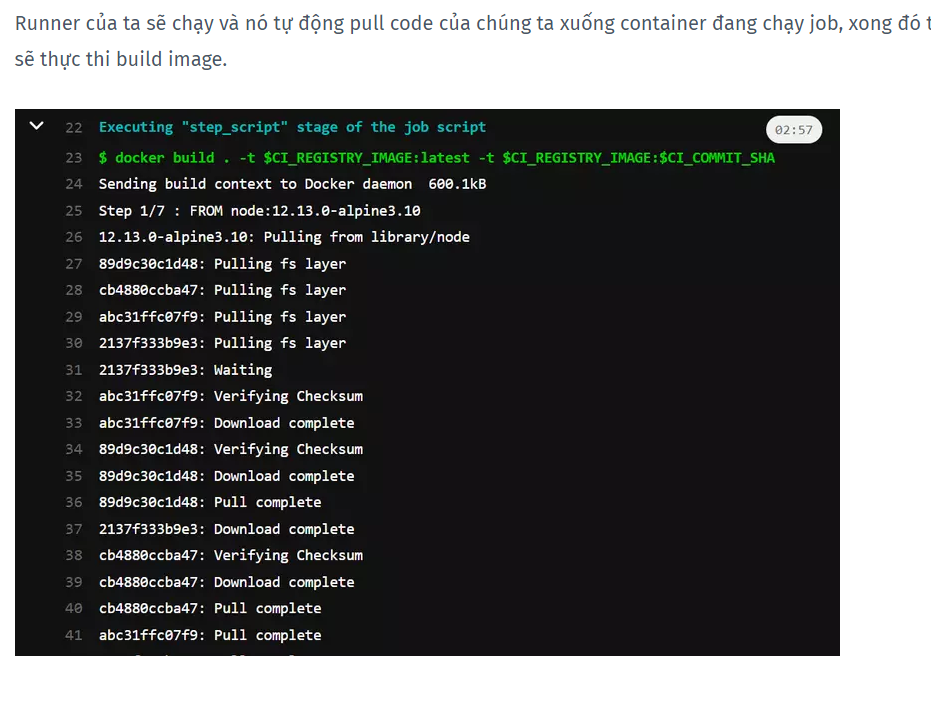 Runner của ta sẽ chạy và nó tự động pull code của chúng ta xuống container đang chạy job, xong đó
sẽ thực thi build image.
22 Executing "step_script" stage of the job script 02:57
23 $ docker build . -t $CI_REGISTRY_IMAGE:latest -t $CI_REGISTRY_IMAGE:$CI_COMMIT_SHA
24 Sending build context to Docker daemon  600.1kB
25 Step 1/7 : FROM node:12.13.0-alpine3.10
26 12.13.0-alpine3.10: Pulling from library/node
27 89d9c30c1d48: Pulling fs layer
28 cb4880ccba47: Pulling fs layer
29 abc31ffc07f9: Pulling fs layer
30 2137f333b9e3: Pulling fs layer
31 2137f333b9e3: Waiting
32 abc31ffc07f9: Verifying Checksum
33 abc31ffc07f9: Download complete
34 89d9c30c1d48: Verifying Checksum
35 89d9c30c1d48: Download complete
36 89d9c30c1d48: Pull complete
37 2137f333b9e3: Download complete
38 cb4880ccba47: Verifying Checksum
39 cb4880ccba47: Download complete
40 cb4880ccba47: Pull complete
41 abc31ffc07f9: Pull complete